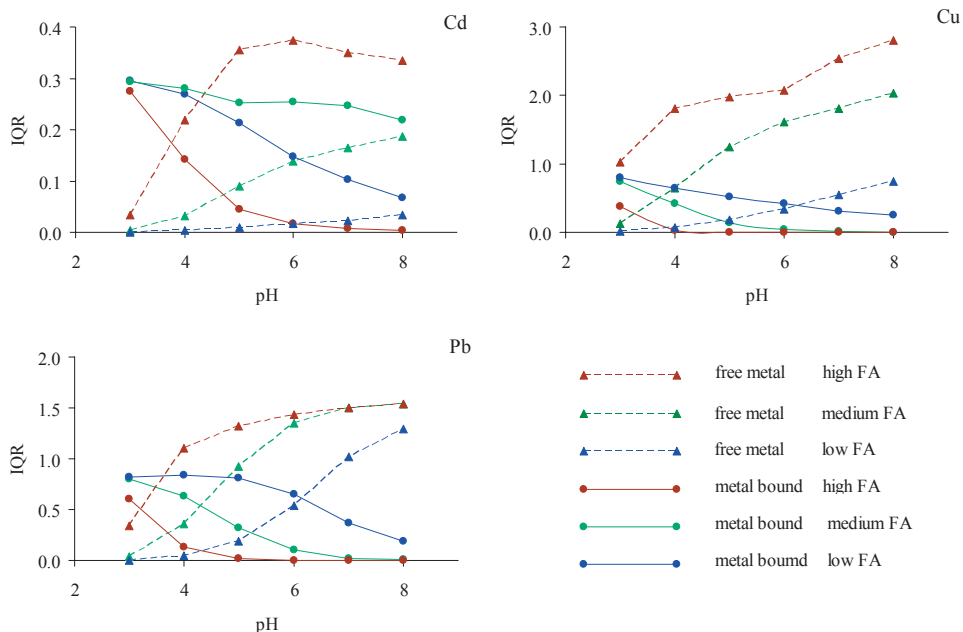 Cd
0.4
0.3
0.2
0.1
0.0
IQR
2 4 6 8
pH
Cu
3.0
2.0
1.0
0.0
IQR
2 4 6 8
pH
Pb
2.0
1.5
1.0
0.5
0.0
IQR
2 4 6 8
pH
free metal high FA
free metal medium FA
free metal low FA
metal bound high FA
metal bound medium FA
metal boumd low FA